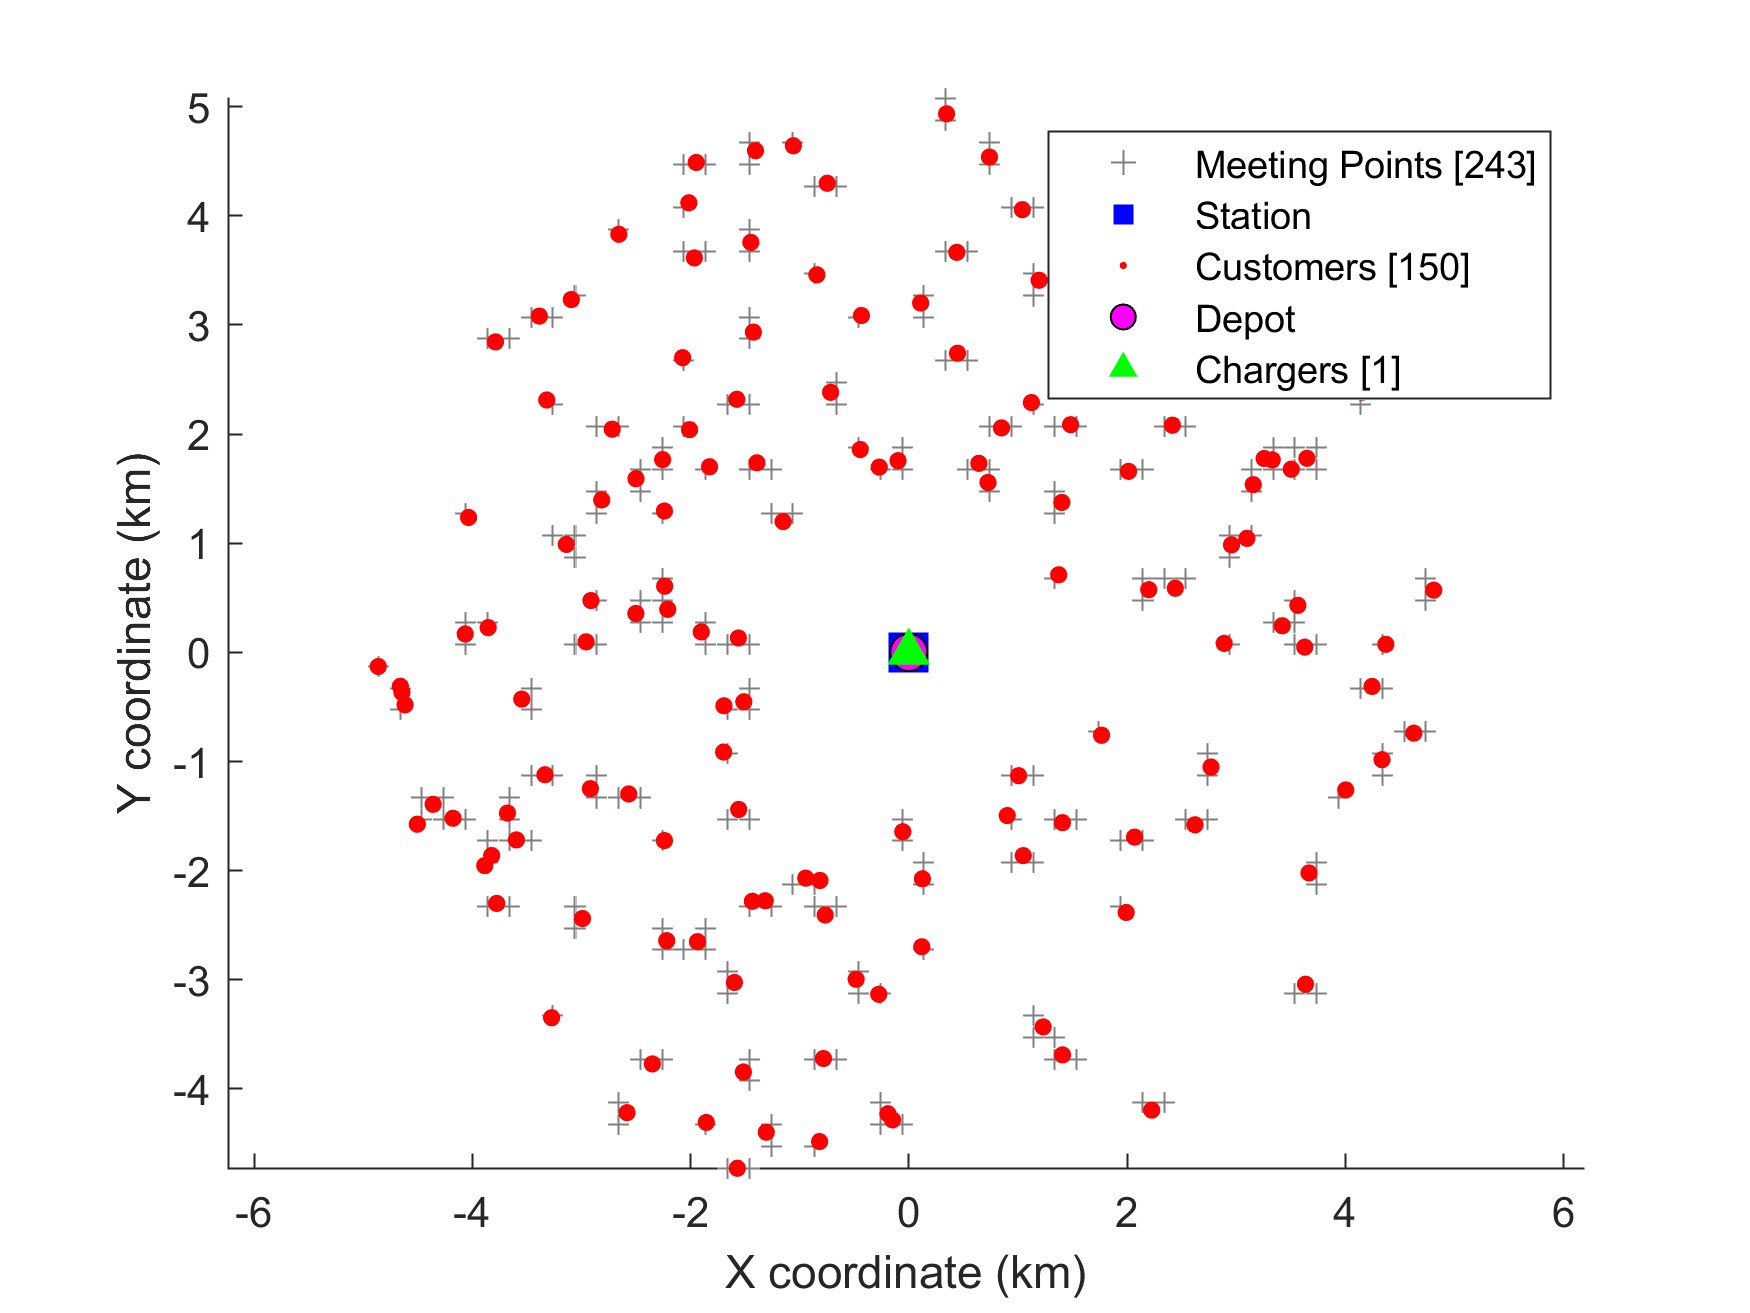 5
4
3
2
1
0
-1
-2
-3
-4
-6
-4
-2
0
2
4
6
X coordinate (km)
Y coordinate (km)
Meeting Points [243]
Station
Customers [150]
Depot
Chargers [1]